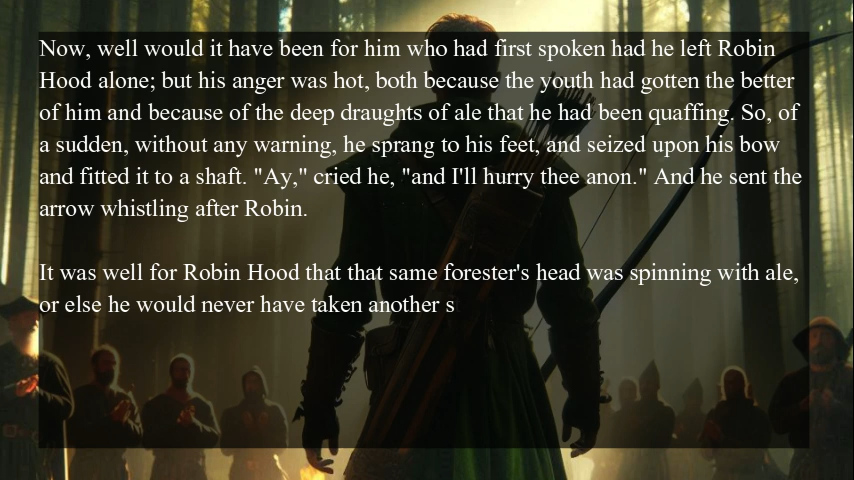 Now, well would it have been for him who had first spoken had he left Robin
Hood alone; but his anger was hot, both because the youth had gotten the better
of him and because of the deep draughts of ale that he had been quaffing. So, of
a sudden, without any warning, he sprang to his feet, and seized upon his bow
and fitted it to a shaft. "Ay," cried he, "and I'll hurry thee anon." And he sent the
arrow whistling after Robin.
It was well for Robin Hood that that same forester's head was spinning with ale,
or else he would never have taken another s